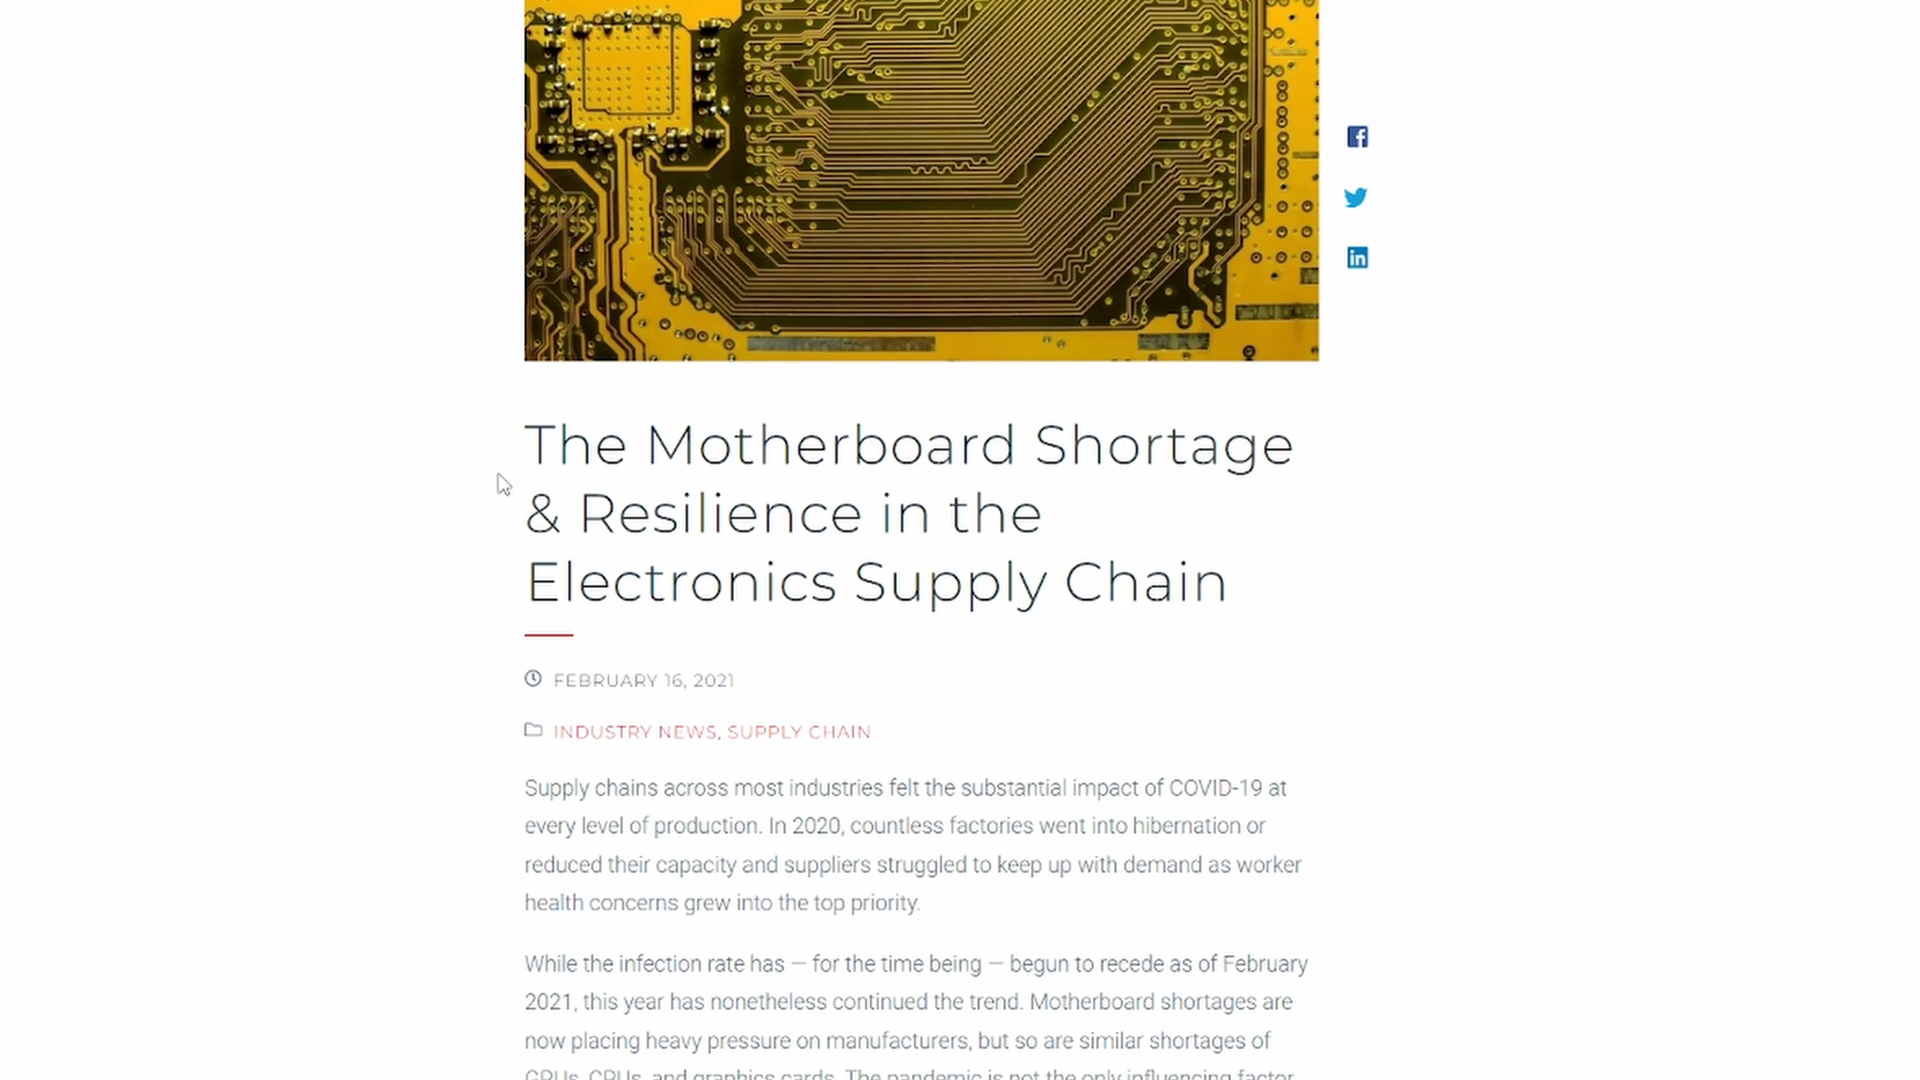 The Motherboard Shortage
& Resilience in the
Electronics Supply Chain
FEBRUARY 16, 2021
INDUSTRY NEWS, SUPPLY CHAIN
Supply chains across most industries felt the substantial impact of COVID-19 at
every level of production. In 2020, countless factories went into hibernation or
reduced their capacity and suppliers struggled to keep up with demand as worker
health concerns grew into the top priority.
While the infection rate has — for the time being — begun to recede as of February
2021, this year has nonetheless continued the trend. Motherboard shortages are
now placing heavy pressure on manufacturers, but so are similar shortages of
GPUs, CPUs, and graphics cards. The pandemic is not the only influencing factor